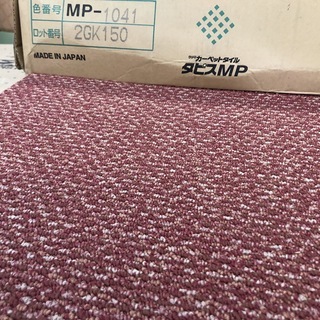 色番号 MP-1041
ロット番号 2GK150
MADE IN JAPAN
カーペットタイル
タピスMP